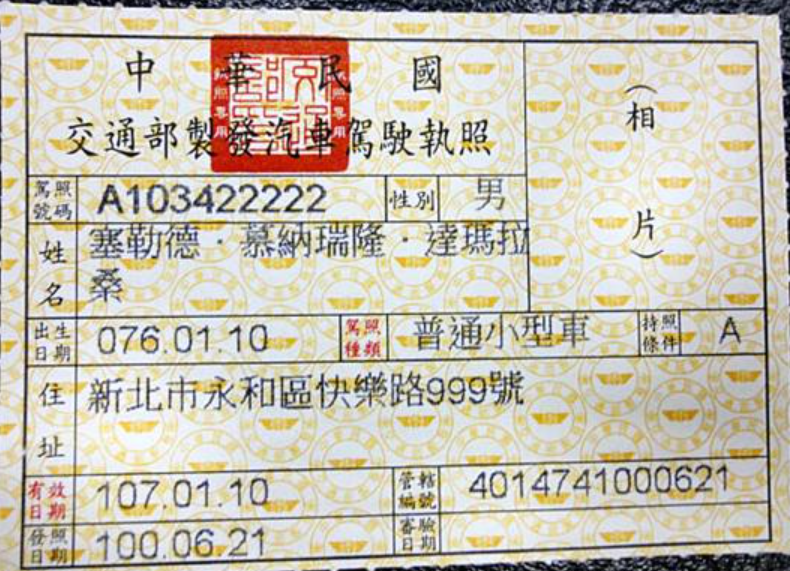 中華民國
交通部製發汽車駕駛執照
(相片)
駕照號碼 A103422222 性別 男
姓名 塞勒德·慕納瑞隆·達瑪拉
桑
出生日期 076.01.10 駕照種類 普通小型車 持照條件 A
住址 新北市永和區快樂路999號
有效日期 107.01.10 管轄編號 4014741000621
發照日期 100.06.21 審驗日期